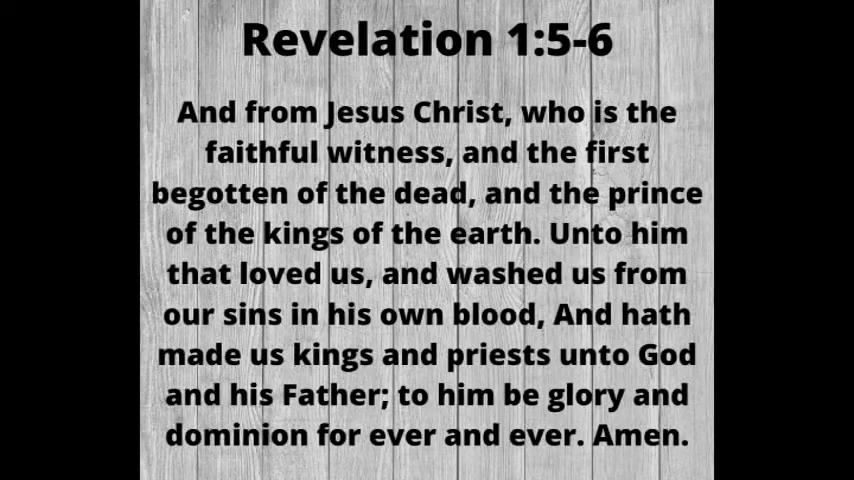 Revelation 1:5-6
And from Jesus Christ, who is the
faithful witness, and the first
begotten of the dead, and the prince
of the kings of the earth. Unto him
that loved us, and washed us from
our sins in his own blood, And hath
made us kings and priests unto God
and his Father; to him be glory and
dominion for ever and ever. Amen.